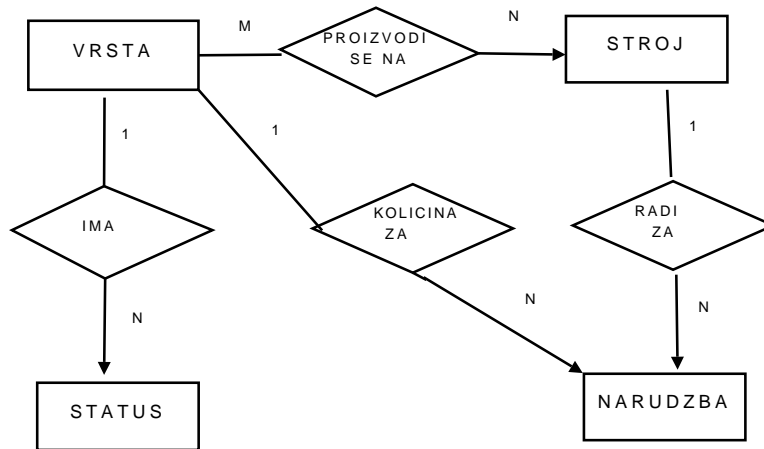 VRSTA
M
PROIZVODI
SE NA
N
STROJ
1
1
1
IMA
KOLICINA
ZA
RADI
ZA
N
N
N
STATUS
NARUDZBA